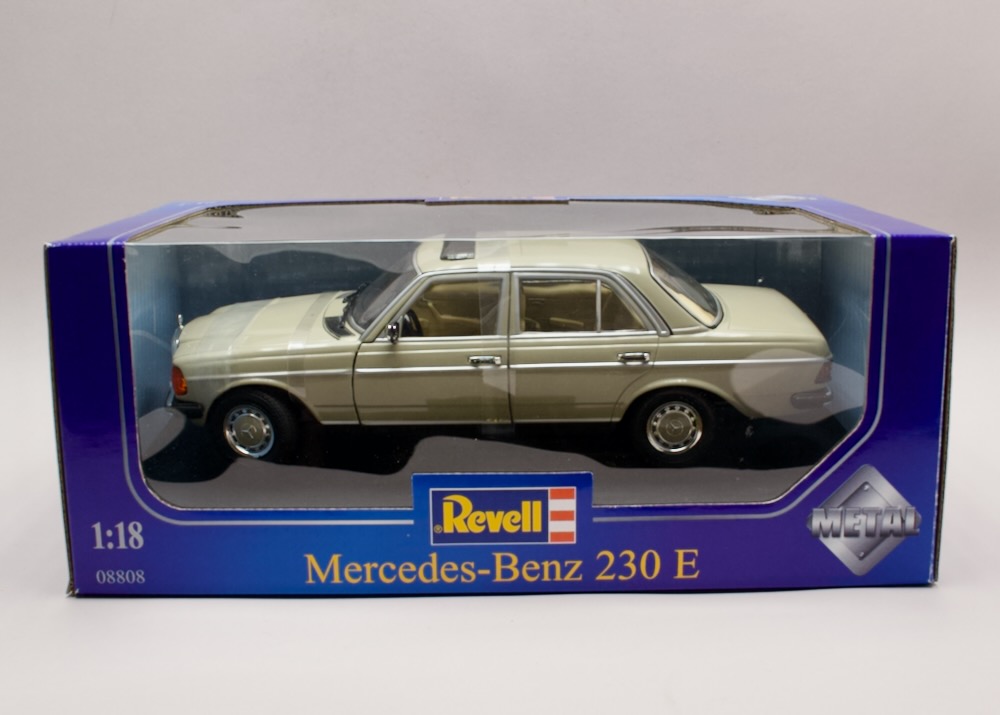 ® Revell
1:18
METAL
Mercedes-Benz 230 E
08808